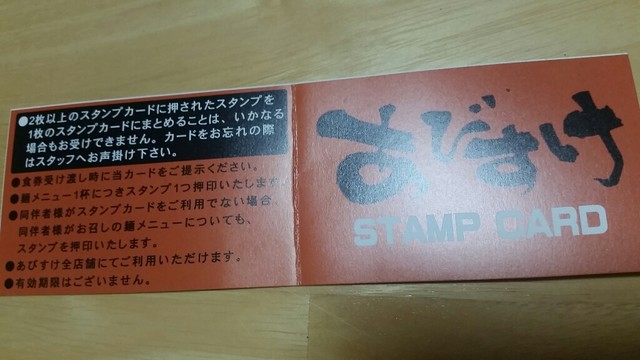 ●2枚以上のスタンプカードに押されたスタンプを
1枚のスタンプカードにまとめることは、いかなる
場合もお受けできません。カードをお忘れの際
はスタッフへお声掛け下さい。
●食券受け渡し時に当カードをご提示ください。
●麺メニュー1杯につきスタンプ1つ押印いたします。
●同伴者様がスタンプカードをご利用でない場合、
同伴者様がお召しの麺メニューについても、
スタンプを押印いたします。
●あびすけ全店舗にてご利用いただけます。
●有効期限はございません。
あびすけ
STAMP CARD